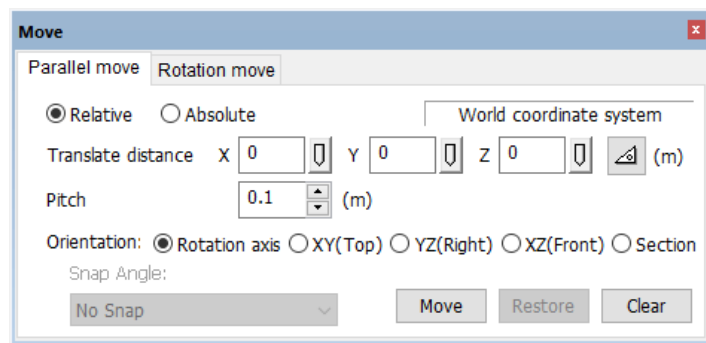 Move
Parallel move Rotation move
Relative Absolute World coordinate system
Translate distance X 0 Y 0 Z 0 (m)
Pitch 0.1 (m)
Orientation: Rotation axis XY(Top) YZ(Right) XZ(Front) Section
Snap Angle:
No Snap Move Restore Clear